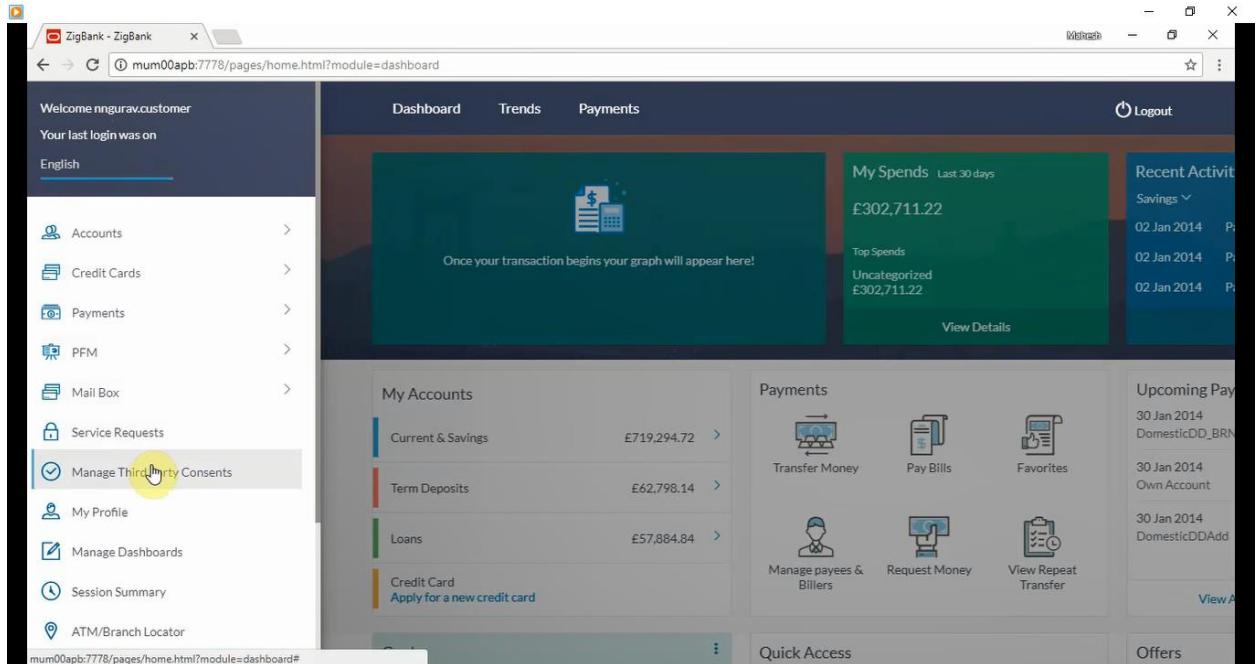 ZigBank - ZigBank
Mahesh
mum00apb:7778/pages/home.html?module=dashboard
Welcome nngurav.customer
Your last login was on
English
Accounts
Credit Cards
Payments
PFM
Mail Box
Service Requests
Manage Third Party Consents
My Profile
Manage Dashboards
Session Summary
ATM/Branch Locator
mum00apb:7778/pages/home.html?module=dashboard#
Dashboard Trends Payments
Logout
Once your transaction begins your graph will appear here!
My Spends Last 30 days
£302,711.22
Top Spends
Uncategorized
£302,711.22
View Details
Recent Activit
Savings
02 Jan 2014 Pa
02 Jan 2014 Pa
02 Jan 2014 Pa
My Accounts
Current & Savings £719,294.72
Term Deposits £62,798.14
Loans £57,884.84
Credit Card
Apply for a new credit card
Payments
Transfer Money
Pay Bills
Favorites
Manage payees &
Billers
Request Money
View Repeat
Transfer
Upcoming Pay
30 Jan 2014
DomesticDD_BRN
30 Jan 2014
Own Account
30 Jan 2014
DomesticDDAdd
View A
Quick Access
Offers